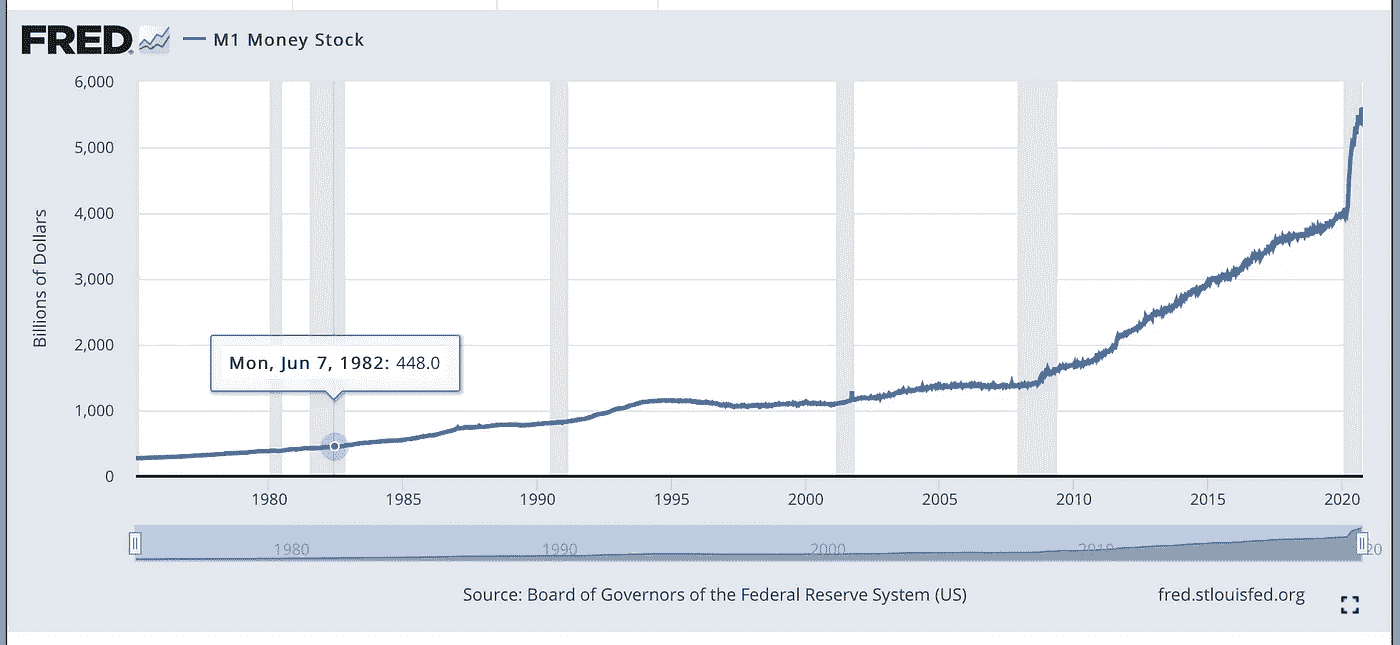 FRED
M1 Money Stock
6,000
5,000
4,000
3,000
2,000
1,000
0
Billions of Dollars
Mon, Jun 7, 1982: 448.0
1980 1985 1990 1995 2000 2005 2010 2015 2020
1980 1990 2000 2010 20
Source: Board of Governors of the Federal Reserve System (US)
fred.stlouisfed.org